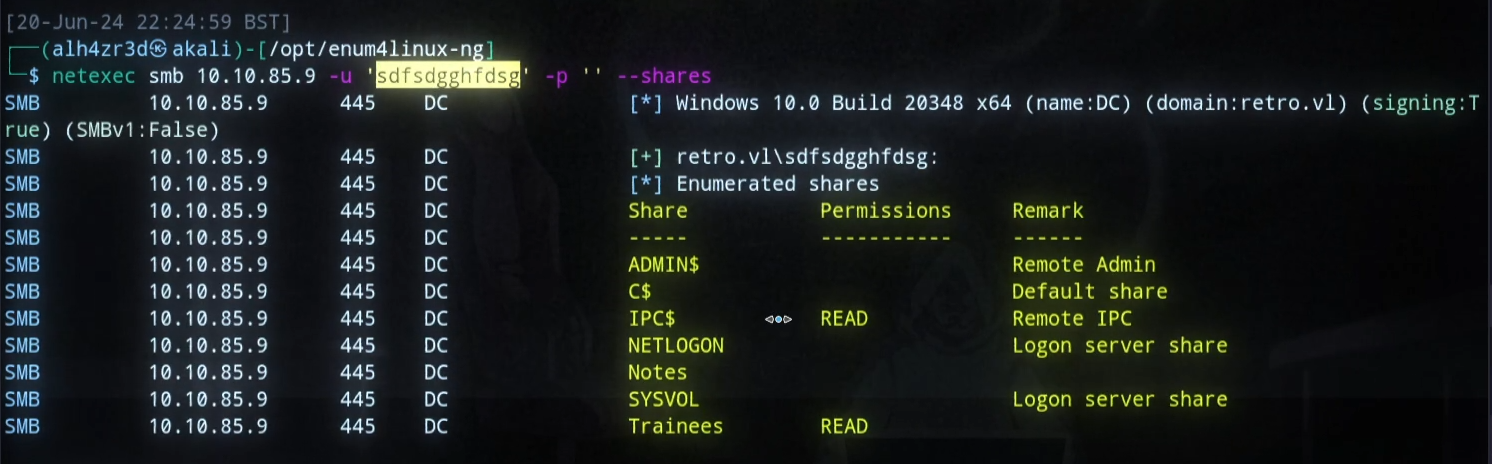 [20-Jun-24 22:24:59 BST]
┌──(alh4zr3d㉿akali)-[/opt/enum4linux-ng]
└─$ netexec smb 10.10.85.9 -u 'sdfsdgghfdsg' -p '' --shares
SMB 10.10.85.9 445 DC [*] Windows 10.0 Build 20348 x64 (name:DC) (domain:retro.vl) (signing:T
rue) (SMBv1:False)
SMB 10.10.85.9 445 DC [+] retro.vl\sdfsdgghfdsg:
SMB 10.10.85.9 445 DC [*] Enumerated shares
SMB 10.10.85.9 445 DC Share Permissions Remark
SMB 10.10.85.9 445 DC ----- ----------- ------
SMB 10.10.85.9 445 DC ADMIN$ Remote Admin
SMB 10.10.85.9 445 DC C$ Default share
SMB 10.10.85.9 445 DC IPC$ READ Remote IPC
SMB 10.10.85.9 445 DC NETLOGON Logon server share
SMB 10.10.85.9 445 DC Notes
SMB 10.10.85.9 445 DC SYSVOL Logon server share
SMB 10.10.85.9 445 DC Trainees READ